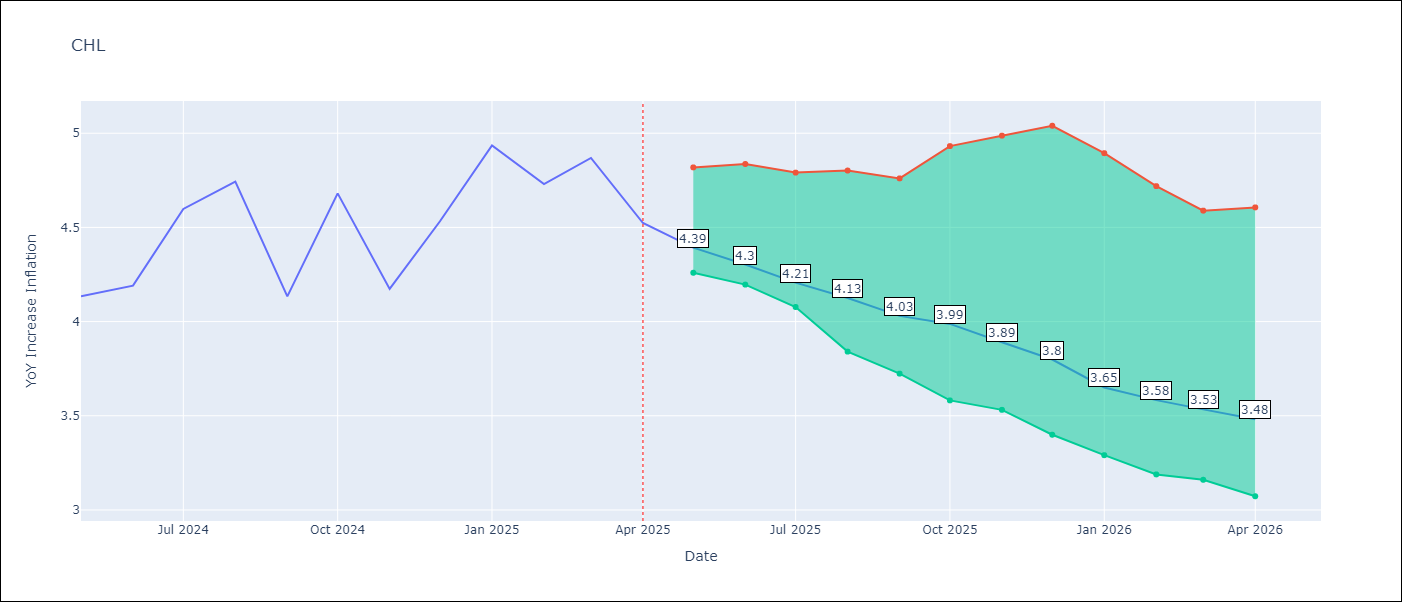 CHL
YoY Increase Inflation
5
4.5
4
3.5
3
4.39
4.3
4.21
4.13
4.03
3.99
3.89
3.8
3.65
3.58
3.53
3.48
Jul 2024
Oct 2024
Jan 2025
Apr 2025
Jul 2025
Oct 2025
Jan 2026
Apr 2026
Date